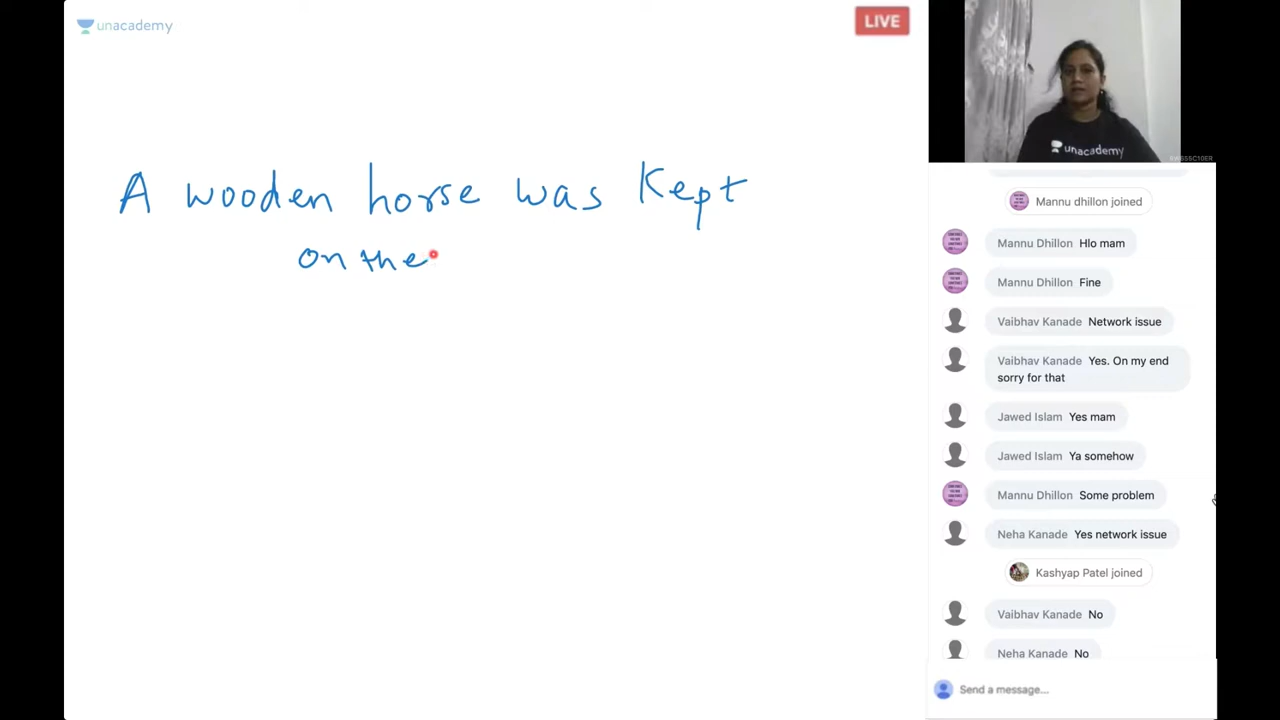 unacademy
LIVE
A wooden horse was Kept
on the
unacademy
Mannu dhillon joined
Mannu Dhillon Hlo mam
Mannu Dhillon Fine
Vaibhav Kanade Network issue
Vaibhav Kanade Yes. On my end
sorry for that
Jawed Islam Yes mam
Jawed Islam Ya somehow
Mannu Dhillon Some problem
Neha Kanade Yes network issue
Kashyap Patel joined
Vaibhav Kanade No
Neha Kanade No
Send a message...